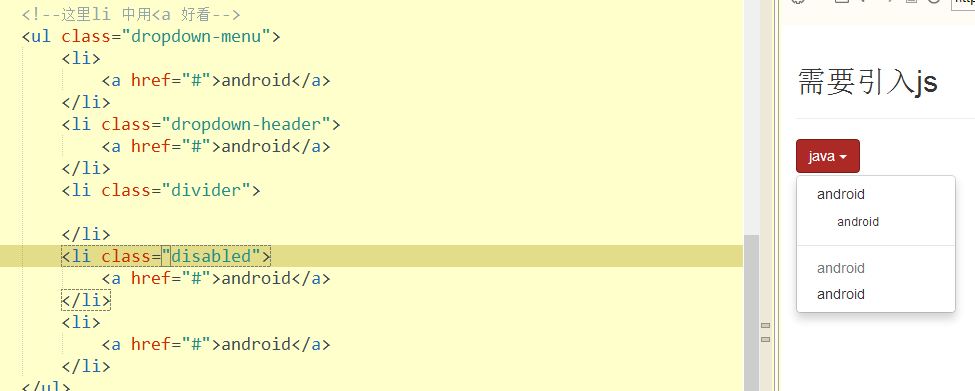 <!--这里li 中用<a 好看-->
<ul class="dropdown-menu">
<li>
<a href="#">android</a>
</li>
<li class="dropdown-header">
<a href="#">android</a>
</li>
<li class="divider">
</li>
<li class="disabled">
<a href="#">android</a>
</li>
<li>
<a href="#">android</a>
</li>
</ul>
需要引入js
java
android
android
android
android